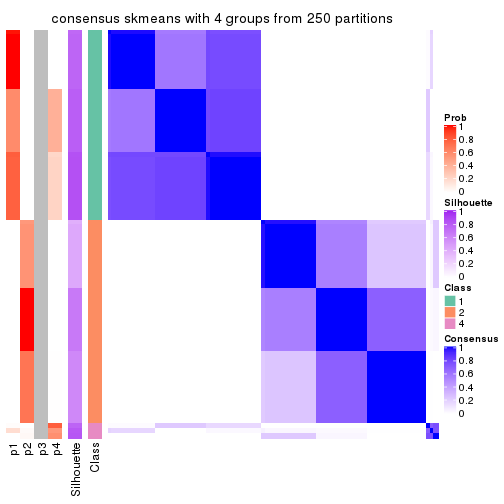 consensus skmeans with 4 groups from 250 partitions
Prob
1
0.8
0.6
0.4
0.2
0
Silhouette
1
0.8
0.6
0.4
0.2
0
Class
1
2
4
Consensus
1
0.8
0.6
0.4
0.2
0
p1
p2
p3
p4
Silhouette
Class